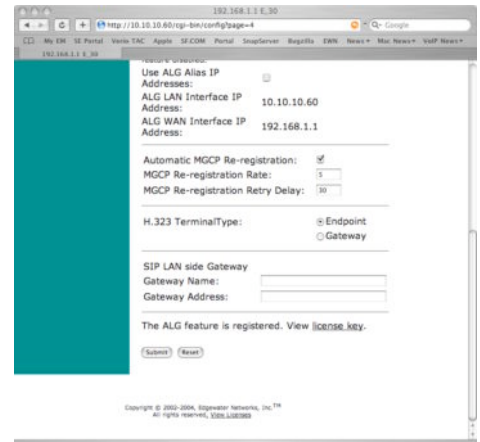 192.168.1.1 E_30
http://10.10.10.60/cgi-bin/config?page=4
Google
My EM SE Portal Verio TAC Apple SE.COM Portal SnapServer Bugzilla EWN News Mac News VoIP News
192.168.1.1 E_30
feature disabled.
Use ALG Alias IP
Addresses:
ALG LAN Interface IP
Address:
10.10.10.60
ALG WAN Interface IP
Address:
192.168.1.1
Automatic MGCP Re-registration:
MGCP Re-registration Rate: 5
MGCP Re-registration Retry Delay: 30
H.323 TerminalType: Endpoint
Gateway
SIP LAN side Gateway
Gateway Name:
Gateway Address:
The ALG feature is registered. View license key.
Submit Reset
Copyright © 2002-2004, Edgewater Networks, Inc.™
All rights reserved, View Licenses